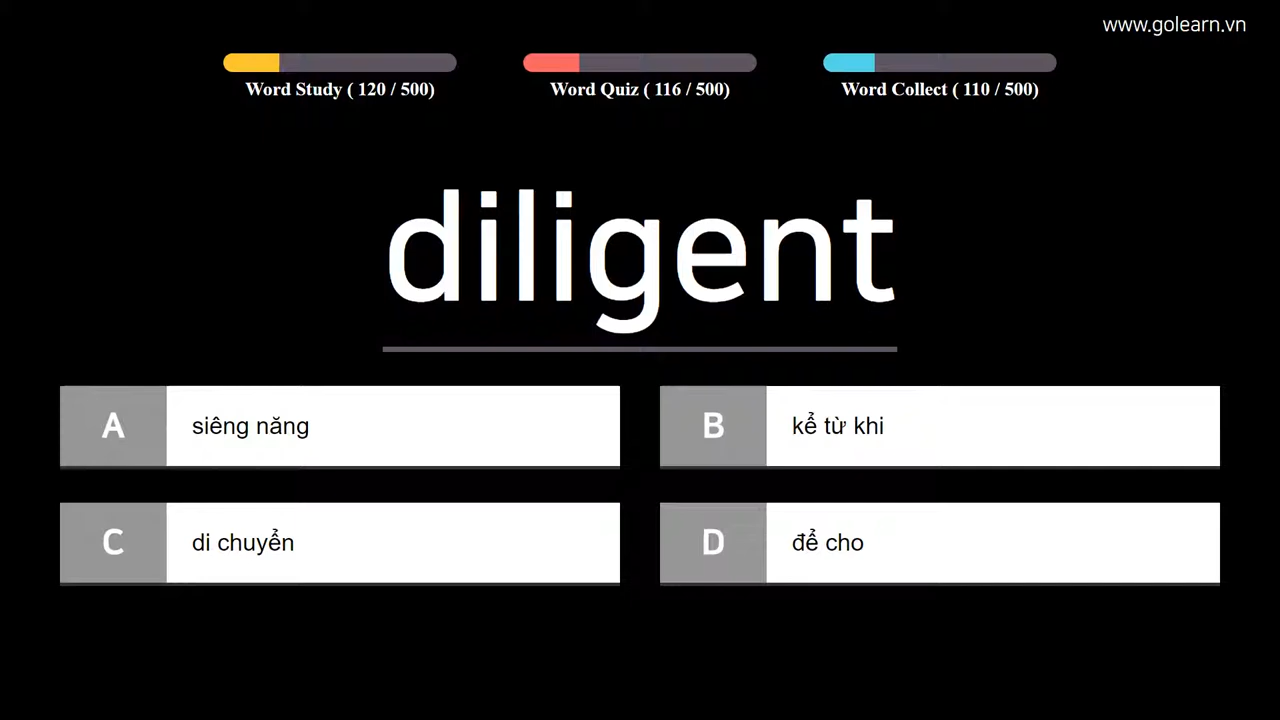 www.golearn.vn
Word Study ( 120 / 500)
Word Quiz ( 116 / 500)
Word Collect ( 110 / 500)
diligent
A siêng năng
B kể từ khi
C di chuyển
D để cho